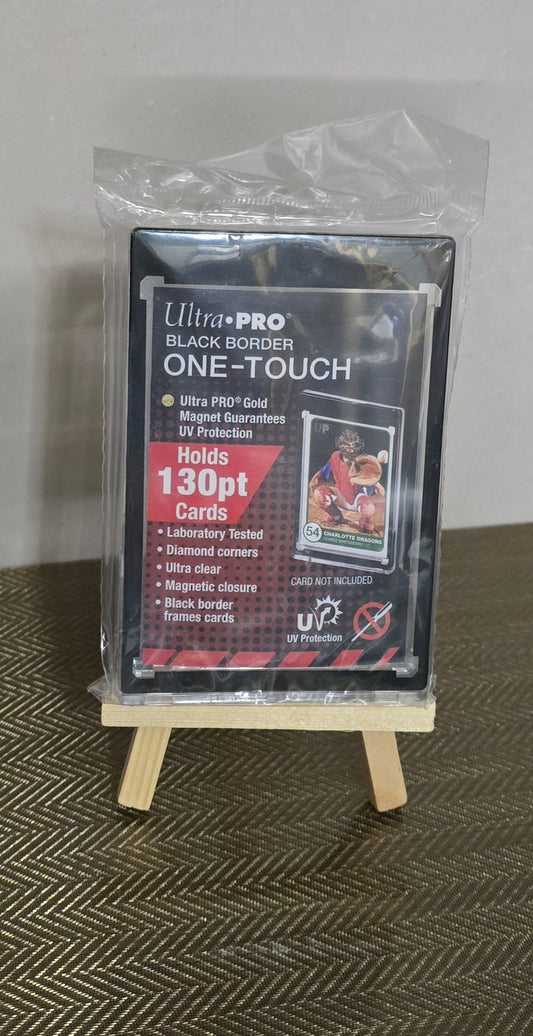 Ultra•PRO®
BLACK BORDER
ONE-TOUCH®
Ultra PRO® Gold
Magnet Guarantees
UV Protection
Holds
130pt
Cards
• Laboratory Tested
• Diamond corners
• Ultra clear
• Magnetic closure
• Black border
frames cards
UP
54
CHARLOTTE DRAGONS
CARD NOT INCLUDED
UV
UV Protection